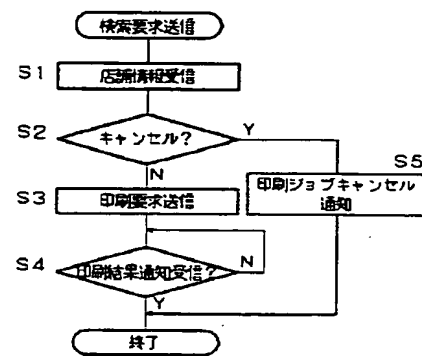 検索要求送信
S1
店舗情報受信
S2
キャンセル?
Y
N
S5
印刷ジョブキャンセル
通知
S3
印刷要求送信
S4
印刷結果通知受信?
N
Y
終了